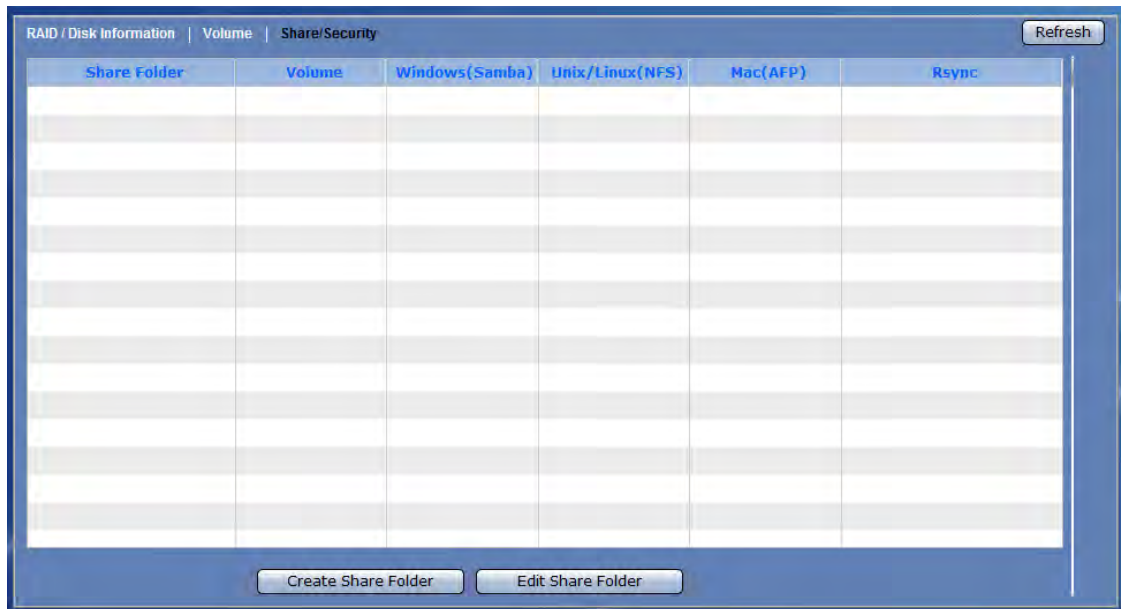 RAID / Disk Information | Volume | Share/Security Refresh
Share Folder Volume Windows(Samba) Unix/Linux(NFS) Mac(AFP) Rsync
Create Share Folder Edit Share Folder